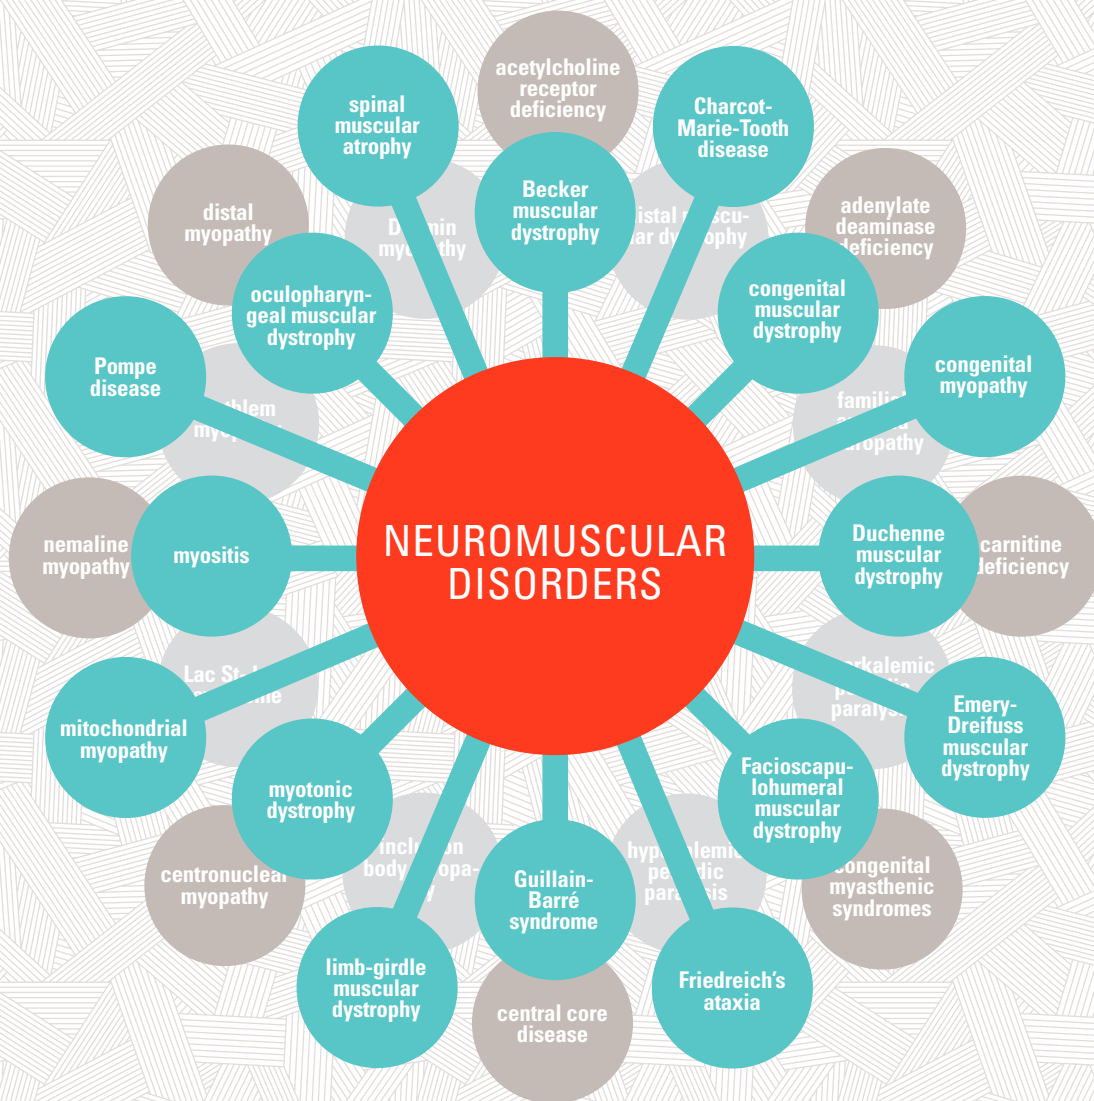 acetylcholine
receptor
deficiency
spinal
muscular
atrophy
Charcot-
Marie-Tooth
disease
Becker
muscular
dystrophy
distal
myopathy
adenylate
deaminase
deficiency
oculopharyn-
geal muscular
dystrophy
congenital
muscular
dystrophy
Pompe
disease
congenital
myopathy
NEUROMUSCULAR
DISORDERS
nemaline
myopathy
myositis
Duchenne
muscular
dystrophy
carnitine
deficiency
mitochondrial
myopathy
Emery-
Dreifuss
muscular
dystrophy
myotonic
dystrophy
Facioscapu-
lohumeral
muscular
dystrophy
centronuclear
myopathy
Guillain-
Barré
syndrome
congenital
myasthenic
syndromes
limb-girdle
muscular
dystrophy
Friedreich's
ataxia
central core
disease